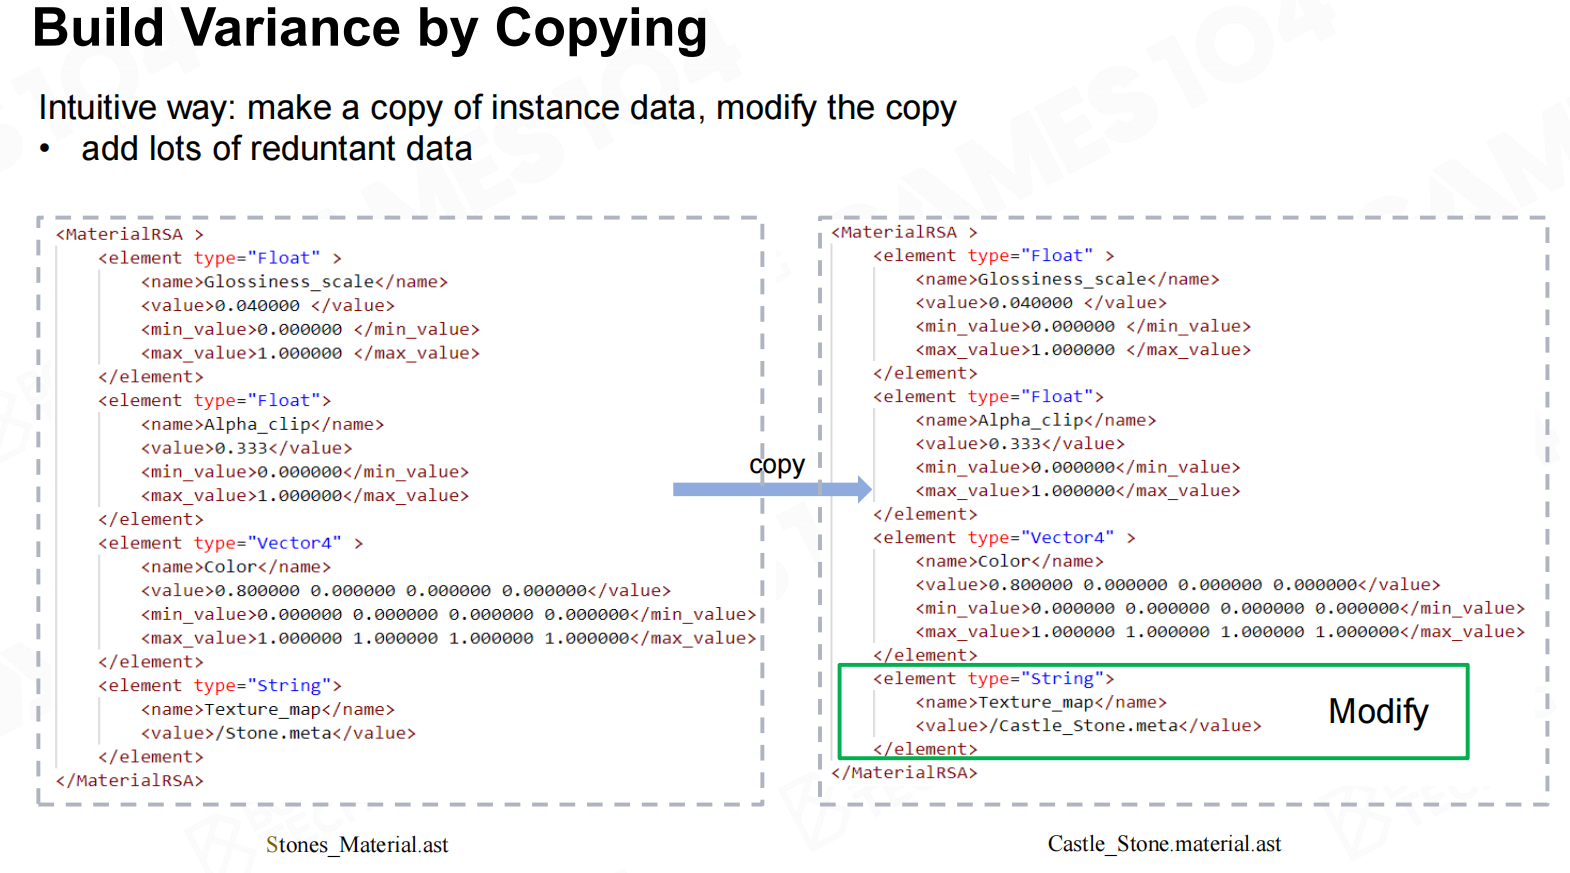 Build Variance by Copying
Intuitive way: make a copy of instance data, modify the copy
• add lots of reduntant data
<MaterialRSA >
<element type="Float" >
<name>Glossiness_scale</name>
<value>0.040000 </value>
<min_value>0.000000 </min_value>
<max_value>1.000000 </max_value>
</element>
<element type="Float">
<name>Alpha_clip</name>
<value>0.333</value>
<min_value>0.000000</min_value>
<max_value>1.000000</max_value>
</element>
<element type="Vector4" >
<name>Color</name>
<value>0.800000 0.000000 0.000000 0.000000</value>
<min_value>0.000000 0.000000 0.000000 0.000000</min_value>
<max_value>1.000000 1.000000 1.000000 1.000000</max_value>
</element>
<element type="String">
<name>Texture_map</name>
<value>/Stone.meta</value>
</element>
</MaterialRSA>
Stones_Material.ast
copy
<MaterialRSA >
<element type="Float" >
<name>Glossiness_scale</name>
<value>0.040000 </value>
<min_value>0.000000 </min_value>
<max_value>1.000000 </max_value>
</element>
<element type="Float">
<name>Alpha_clip</name>
<value>0.333</value>
<min_value>0.000000</min_value>
<max_value>1.000000</max_value>
</element>
<element type="Vector4" >
<name>Color</name>
<value>0.800000 0.000000 0.000000 0.000000</value>
<min_value>0.000000 0.000000 0.000000 0.000000</min_value>
<max_value>1.000000 1.000000 1.000000 1.000000</max_value>
</element>
<element type="String">
<name>Texture_map</name>
<value>/Castle_Stone.meta</value>
</element>
Modify
</MaterialRSA>
Castle_Stone.material.ast